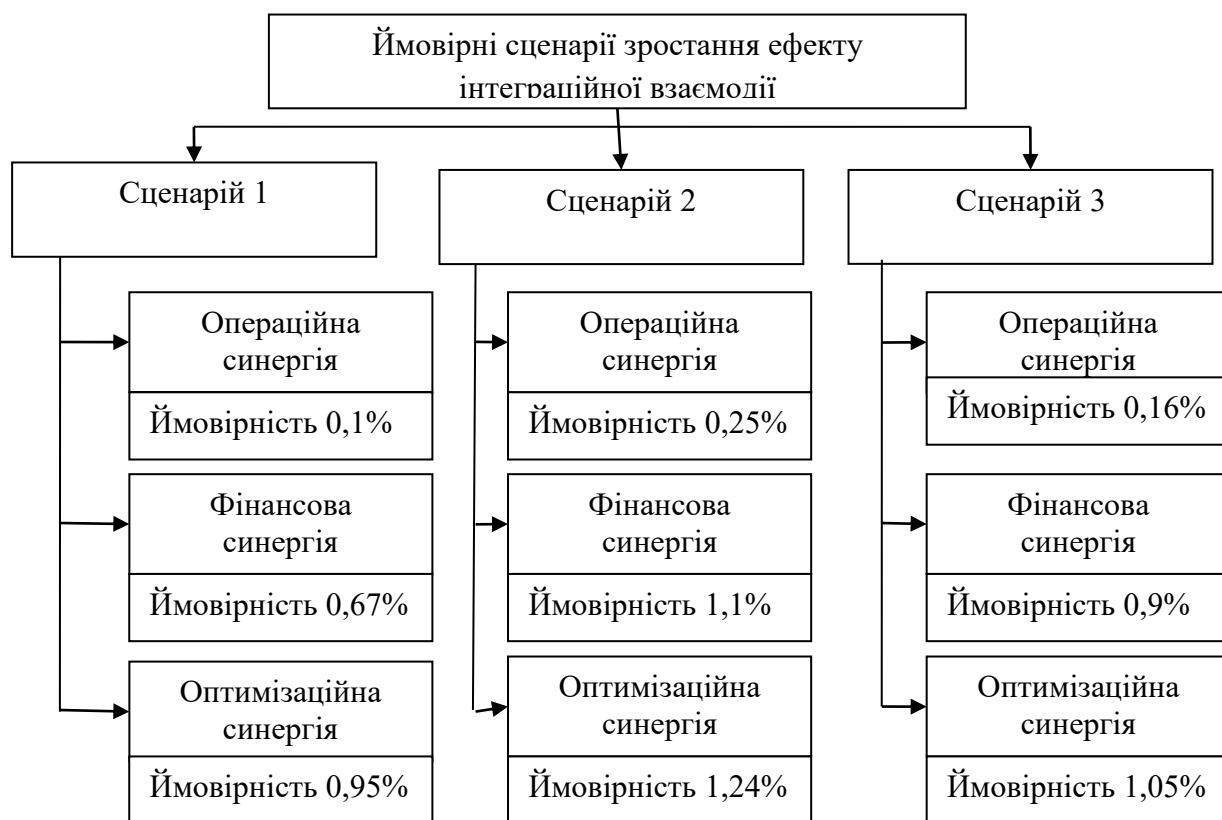 Ймовірні сценарії зростання ефекту
інтеграційної взаємодії
Сценарій 1
Сценарій 2
Сценарій 3
Операційна
синергія
Ймовірність 0,1%
Операційна
синергія
Ймовірність 0,25%
Операційна
синергія
Ймовірність 0,16%
Фінансова
синергія
Ймовірність 0,67%
Фінансова
синергія
Ймовірність 1,1%
Фінансова
синергія
Ймовірність 0,9%
Оптимізаційна
синергія
Ймовірність 0,95%
Оптимізаційна
синергія
Ймовірність 1,24%
Оптимізаційна
синергія
Ймовірність 1,05%